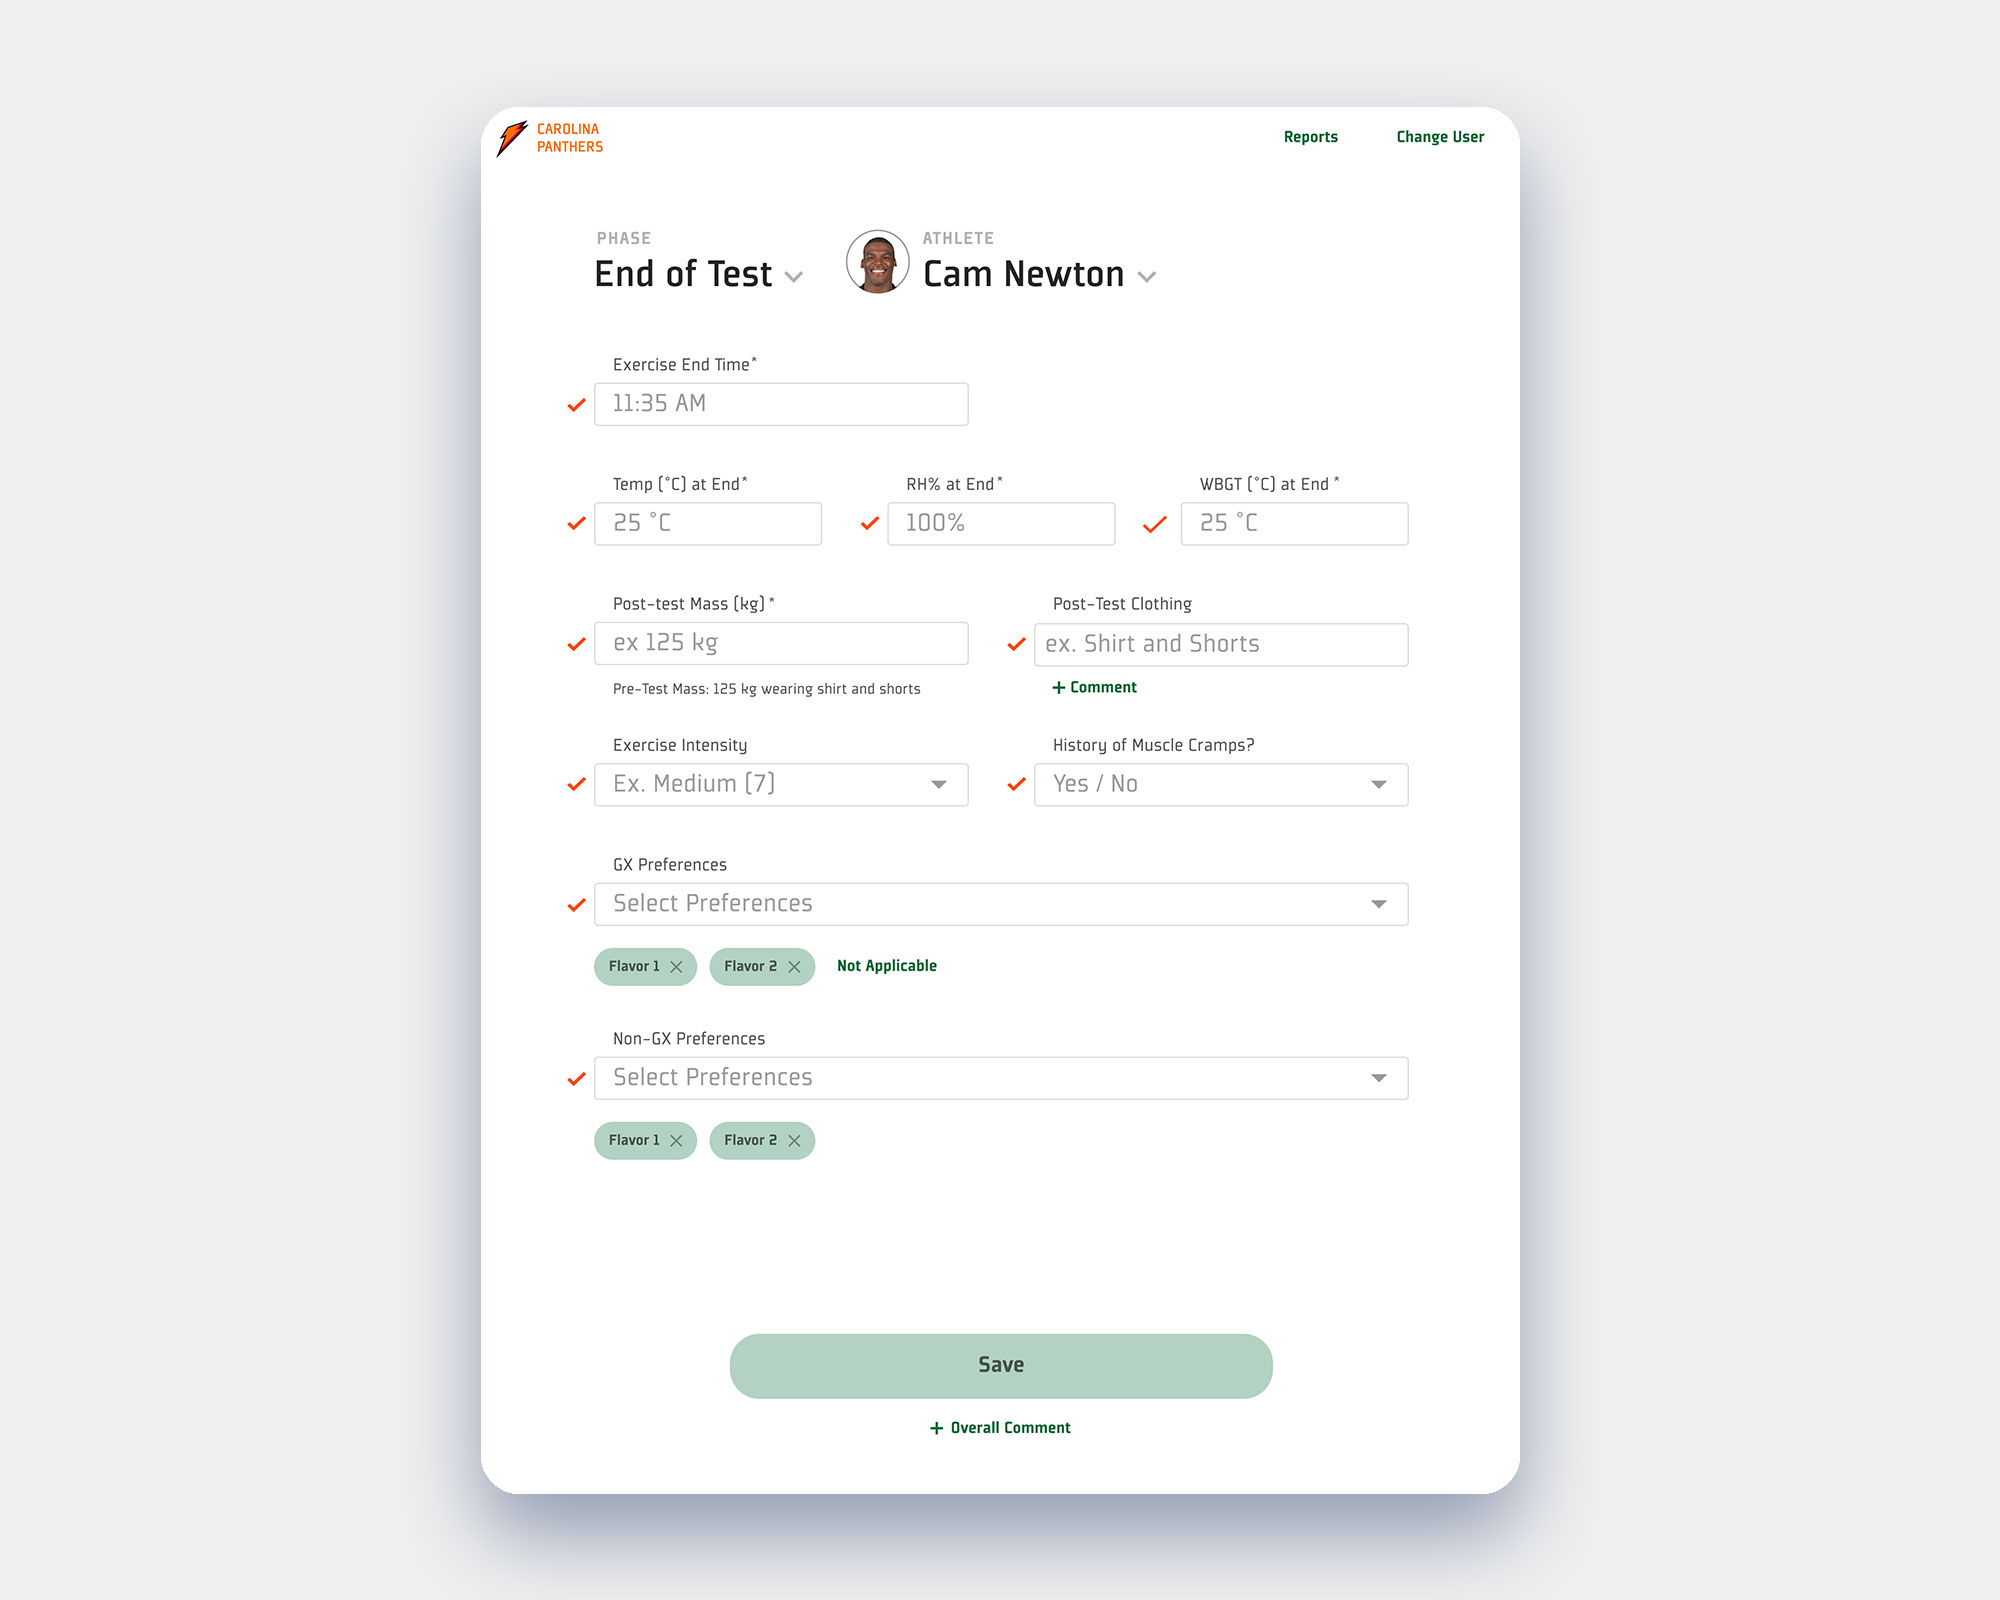 CAROLINA
PANTHERS
Reports
Change User
PHASE
End of Test
ATHLETE
Cam Newton
Exercise End Time*
11:35 AM
Temp (°C) at End*
RH% at End*
WBGT (°C) at End *
25 °C
100%
25 °C
Post-test Mass (kg) *
Post-Test Clothing
ex 125 kg
ex. Shirt and Shorts
Pre-Test Mass: 125 kg wearing shirt and shorts
+ Comment
Exercise Intensity
History of Muscle Cramps?
Ex. Medium (7)
Yes / No
GX Preferences
Select Preferences
Flavor 1
Flavor 2
Not Applicable
Non-GX Preferences
Select Preferences
Flavor 1
Flavor 2
Save
+ Overall Comment